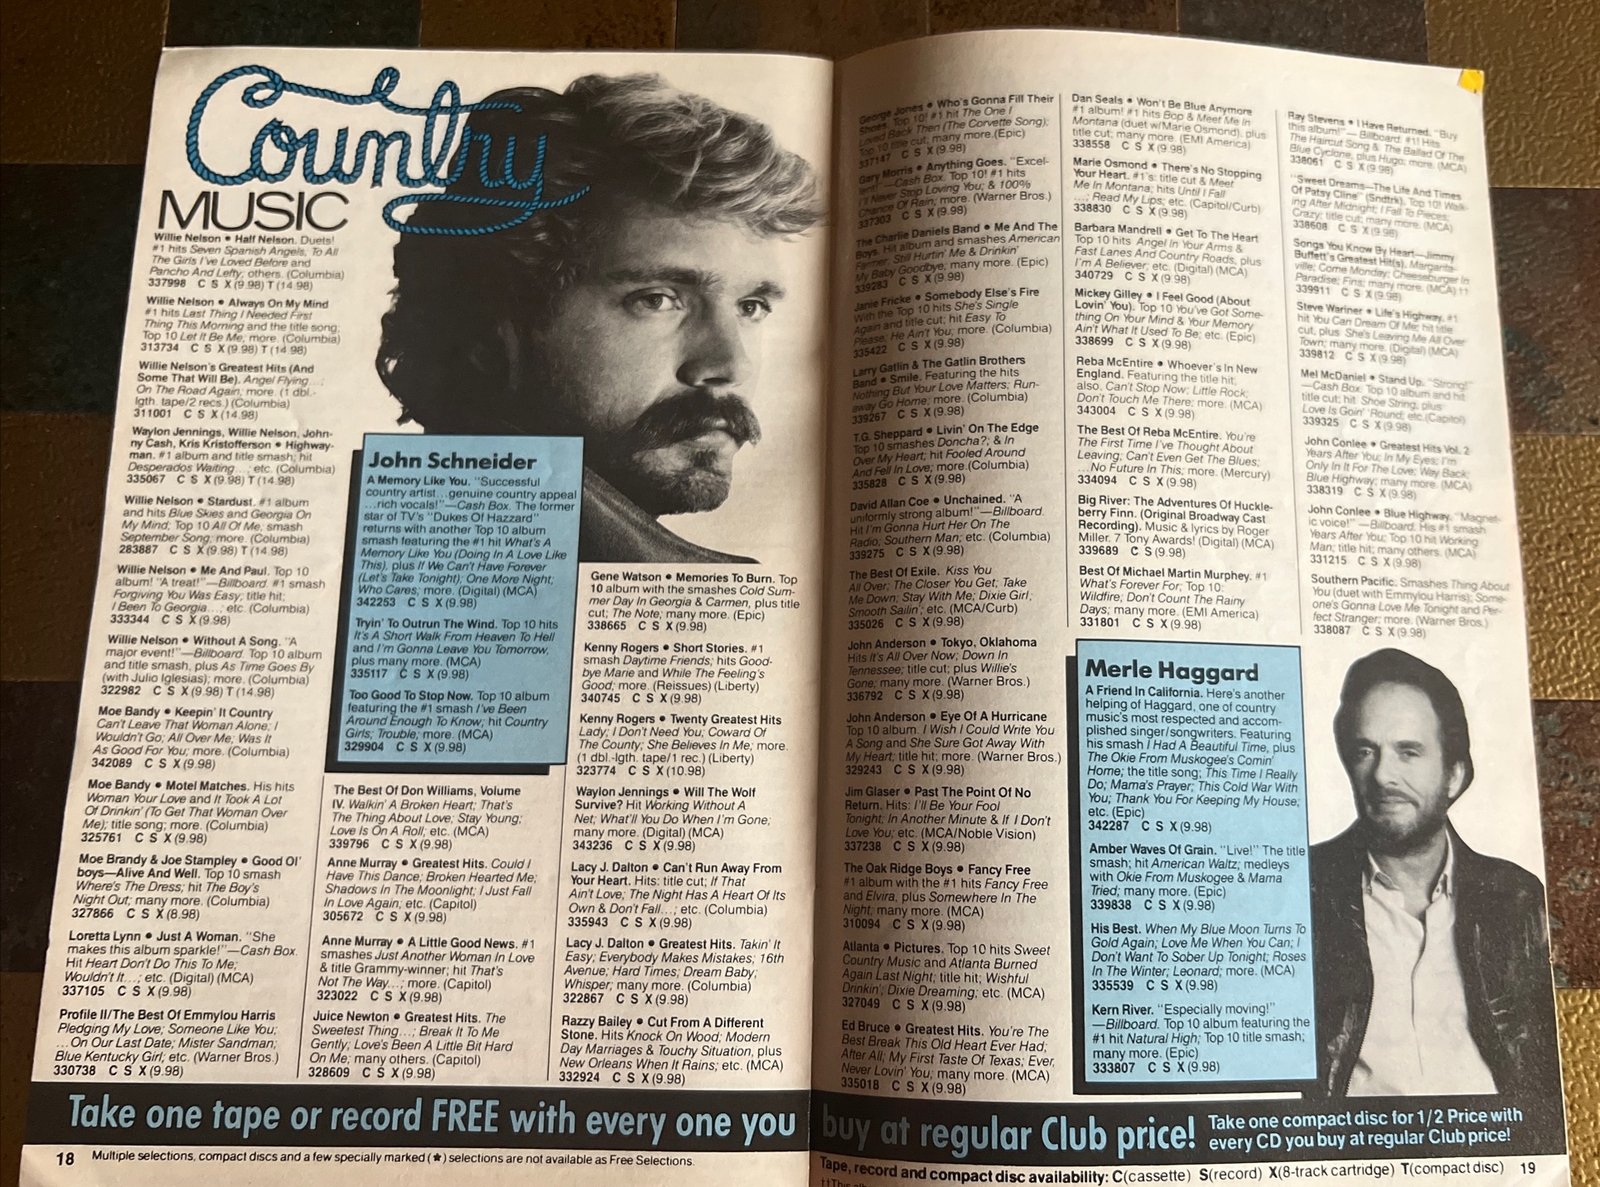 Country
MUSIC
Willie Nelson • Half Nelson. Duets!
#1 hits Seven Spanish Angels, To All
The Girls I've Loved Before and
Pancho And Lefty; others. (Columbia)
337998 C S X (9.98) T (14.98)
Willie Nelson • Always On My Mind
#1 hits Last Thing I Needed First
Thing This Morning and the title song;
Top 10 Let It Be Me; more. (Columbia)
313734 C S X (9.98) T (14.98)
Willie Nelson's Greatest Hits (And
Some That Will Be). Angel Flying...;
On The Road Again, more. (1 dbl.-
lgth. tape/2 recs.) (Columbia)
311001 C S X (14.98)
Waylon Jennings, Willie Nelson, John-
ny Cash, Kris Kristofferson • Highway-
man. #1 album and title smash; hit
Desperados Waiting...; etc. (Columbia)
335067 C S X (9.98) T (14.98)
Willie Nelson • Stardust. #1 album
and hits Blue Skies and Georgia On
My Mind; Top 10 All Of Me; smash
September Song; more. (Columbia)
283887 C S X (9.98) T (14.98)
Willie Nelson • Me And Paul. Top 10
album! "A treat!"—Billboard. #1 smash
Forgiving You Was Easy; title hit;
I Been To Georgia...; etc. (Columbia)
333344 C S X (9.98)
Willie Nelson • Without A Song. "A
major event!"—Billboard. Top 10 album
and title smash, plus As Time Goes By
(with Julio Iglesias); more. (Columbia)
322982 C S X (9.98) T (14.98)
Moe Bandy • Keepin' It Country
Can't Leave That Woman Alone; I
Wouldn't Go; All Over Me; Was It
As Good For You; more. (Columbia)
342089 C S X (9.98)
Moe Bandy • Motel Matches. His hits
Woman Your Love and It Took A Lot
Of Drinkin' (To Get That Woman Over
Me); title song; more. (Columbia)
325761 C S X (9.98)
Moe Brandy & Joe Stampley • Good Ol'
boys—Alive And Well. Top 10 smash
Where's The Dress; hit The Boy's
Night Out; many more. (Columbia)
327866 C S X (8.98)
Loretta Lynn • Just A Woman. "She
makes this album sparkle!"—Cash Box.
Hit Heart Don't Do This To Me;
Wouldn't It...; etc. (Digital) (MCA)
337105 C S X (9.98)
Profile II/The Best Of Emmylou Harris
Pledging My Love; Someone Like You;
...On Our Last Date; Mister Sandman;
Blue Kentucky Girl; etc. (Warner Bros.)
330738 C S X (9.98)
John Schneider
A Memory Like You. "Successful
country artist...genuine country appeal
...rich vocals!"—Cash Box. The former
star of TV's "Dukes Of Hazzard"
returns with another Top 10 album
smash featuring the #1 hit What's A
Memory Like You (Doing In A Love Like
This), plus If We Can't Have Forever
(Let's Take Tonight); One More Night;
Who Cares; more. (Digital) (MCA)
342253 C S X (9.98)
Tryin' To Outrun The Wind. Top 10 hits
It's A Short Walk From Heaven To Hell
and I'm Gonna Leave You Tomorrow,
plus many more. (MCA)
335117 C S X (9.98)
Too Good To Stop Now. Top 10 album
featuring the #1 smash I've Been
Around Enough To Know; hit Country
Girls; Trouble; more. (MCA)
329904 C S X (9.98)
The Best Of Don Williams, Volume
IV. Walkin' A Broken Heart; That's
The Thing About Love; Stay Young;
Love Is On A Roll; etc. (MCA)
339796 C S X (9.98)
Anne Murray • Greatest Hits. Could I
Have This Dance; Broken Hearted Me;
Shadows In The Moonlight; I Just Fall
In Love Again; etc. (Capitol)
305672 C S X (9.98)
Anne Murray • A Little Good News. #1
smashes Just Another Woman In Love
& title Grammy-winner; hit That's
Not The Way...; more. (Capitol)
323022 C S X (9.98)
Juice Newton • Greatest Hits. The
Sweetest Thing...; Break It To Me
Gently; Love's Been A Little Bit Hard
On Me; many others. (Capitol)
328609 C S X (9.98)
Gene Watson • Memories To Burn. Top
10 album with the smashes Cold Sum-
mer Day In Georgia & Carmen, plus title
cut; The Note; many more. (Epic)
338665 C S X (9.98)
Kenny Rogers • Short Stories. #1
smash Daytime Friends; hits Good-
bye Marie and While The Feeling's
Good; more. (Reissues) (Liberty)
340745 C S X (9.98)
Kenny Rogers • Twenty Greatest Hits
Lady; I Don't Need You; Coward Of
The County; She Believes In Me; more.
(1 dbl.-lgth. tape/1 rec.) (Liberty)
323774 C S X (10.98)
Waylon Jennings • Will The Wolf
Survive? Hit Working Without A
Net; What'll You Do When I'm Gone;
many more. (Digital) (MCA)
343236 C S X (9.98)
Lacy J. Dalton • Can't Run Away From
Your Heart. Hits: title cut; If That
Ain't Love; The Night Has A Heart Of Its
Own & Don't Fall...; etc. (Columbia)
335943 C S X (9.98)
Lacy J. Dalton • Greatest Hits. Takin' It
Easy; Everybody Makes Mistakes; 16th
Avenue; Hard Times; Dream Baby;
Whisper; many more. (Columbia)
322867 C S X (9.98)
Razzy Bailey • Cut From A Different
Stone. Hits Knock On Wood; Modern
Day Marriages & Touchy Situation, plus
New Orleans When It Rains; etc. (MCA)
332924 C S X (9.98)
George Jones • Who's Gonna Fill Their
Shoes. Top 10! #1 hit The One I
Loved Back Then (The Corvette Song);
Top 10 title cut; many more. (Epic)
337147 C S X (9.98)
Gary Morris • Anything Goes. "Excel-
lent!"—Cash Box. Top 10! #1 hits
I'll Never Stop Loving You; & 100%
Chance Of Rain; more. (Warner Bros.)
337303 C S X (9.98)
The Charlie Daniels Band • Me And The
Boys. Hit album and smashes American
Farmer, Still Hurtin' Me & Drinkin'
My Baby Goodbye; many more. (Epic)
339283 C S X (9.98)
Janie Fricke • Somebody Else's Fire
With the Top 10 hits She's Single
Again and title cut; hit Easy To
Please; He Ain't You; more. (Columbia)
335422 C S X (9.98)
Larry Gatlin & The Gatlin Brothers
Band • Smile. Featuring the hits
Nothing But Your Love Matters; Run-
away Go Home; more. (Columbia)
339267 C S X (9.98)
T.G. Sheppard • Livin' On The Edge
Top 10 smashes Doncha?; & In
Over My Heart; hit Fooled Around
And Fell In Love; more. (Columbia)
335828 C S X (9.98)
David Allan Coe • Unchained. "A
uniformly strong album!"—Billboard.
Hit I'm Gonna Hurt Her On The
Radio; Southern Man; etc. (Columbia)
339275 C S X (9.98)
The Best Of Exile. Kiss You
All Over; The Closer You Get; Take
Me Down; Stay With Me; Dixie Girl;
Smooth Sailin'; etc. (MCA/Curb)
335026 C S X (9.98)
John Anderson • Tokyo, Oklahoma
Hits It's All Over Now; Down In
Tennessee; title cut; plus Willie's
Gone; many more. (Warner Bros.)
336792 C S X (9.98)
John Anderson • Eye Of A Hurricane
Top 10 album. I Wish I Could Write You
A Song and She Sure Got Away With
My Heart; title hit; more. (Warner Bros.)
329243 C S X (9.98)
Jim Glaser • Past The Point Of No
Return. Hits: I'll Be Your Fool
Tonight; In Another Minute & If I Don't
Love You; etc. (MCA/Noble Vision)
337238 C S X (9.98)
The Oak Ridge Boys • Fancy Free
#1 album with the #1 hits Fancy Free
and Elvira, plus Somewhere In The
Night; many more. (MCA)
310094 C S X (9.98)
Atlanta • Pictures. Top 10 hits Sweet
Country Music and Atlanta Burned
Again Last Night; title hit; Wishful
Drinkin'; Dixie Dreaming; etc. (MCA)
327049 C S X (9.98)
Ed Bruce • Greatest Hits. You're The
Best Break This Old Heart Ever Had;
After All; My First Taste Of Texas; Ever,
Never Lovin' You; many more. (MCA)
335018 C S X (9.98)
Dan Seals • Won't Be Blue Anymore
#1 album! #1 hits Bop & Meet Me In
Montana (duet w/Marie Osmond), plus
title cut; many more. (EMI America)
338558 C S X (9.98)
Marie Osmond • There's No Stopping
Your Heart. #1's: title cut & Meet
Me In Montana; hits Until I Fall
...; Read My Lips; etc. (Capitol/Curb)
338830 C S X (9.98)
Barbara Mandrell • Get To The Heart
Top 10 hits Angel In Your Arms &
Fast Lanes And Country Roads, plus
I'm A Believer; etc. (Digital) (MCA)
340729 C S X (9.98)
Mickey Gilley • I Feel Good (About
Lovin' You). Top 10 You've Got Some-
thing On Your Mind & Your Memory
Ain't What It Used To Be; etc. (Epic)
338699 C S X (9.98)
Reba McEntire • Whoever's In New
England. Featuring the title hit;
also, Can't Stop Now; Little Rock;
Don't Touch Me There; more. (MCA)
343004 C S X (9.98)
The Best Of Reba McEntire. You're
The First Time I've Thought About
Leaving; Can't Even Get The Blues;
...No Future In This; more. (Mercury)
334094 C S X (9.98)
Big River: The Adventures Of Huckle-
berry Finn. (Original Broadway Cast
Recording). Music & lyrics by Roger
Miller. 7 Tony Awards! (Digital) (MCA)
339689 C S (9.98)
Best Of Michael Martin Murphey. #1
What's Forever For; Top 10:
Wildfire; Don't Count The Rainy
Days; many more. (EMI America)
331801 C S X (9.98)
Merle Haggard
A Friend In California. Here's another
helping of Haggard, one of country
music's most respected and accom-
plished singer/songwriters. Featuring
his smash I Had A Beautiful Time, plus
The Okie From Muskogee's Comin'
Home; the title song; This Time I Really
Do; Mama's Prayer; This Cold War With
You; Thank You For Keeping My House;
etc. (Epic)
342287 C S X (9.98)
Amber Waves Of Grain. "Live!" The title
smash; hit American Waltz; medleys
with Okie From Muskogee & Mama
Tried; many more. (Epic)
339838 C S X (9.98)
His Best. When My Blue Moon Turns To
Gold Again; Love Me When You Can; I
Don't Want To Sober Up Tonight; Roses
In The Winter; Leonard; more. (MCA)
335539 C S X (9.98)
Kern River. "Especially moving!"
—Billboard. Top 10 album featuring the
#1 hit Natural High; Top 10 title smash;
many more. (Epic)
333807 C S X (9.98)
Ray Stevens • I Have Returned. "Buy
this album!"—Billboard. #1! Hits
The Haircut Song & The Ballad Of The
Blue Cyclone, plus Hugo; more. (MCA)
338061 C S X (9.98)
"Sweet Dreams—The Life And Times
Of Patsy Cline" (Sndtrk). Top 10! Walk-
ing After Midnight; I Fall To Pieces;
Crazy; title cut; many more. (MCA)
338608 C S X (9.98)
Songs You Know By Heart—Jimmy
Buffett's Greatest Hit(s). Margarita-
ville; Come Monday; Cheeseburger In
Paradise; Fins; many more. (MCA)††
339911 C S X (9.98)
Steve Wariner • Life's Highway. #1
hit You Can Dream Of Me; hit title
cut, plus She's Leaving Me All Over
Town; many more. (Digital) (MCA)
339812 C S X (9.98)
Mel McDaniel • Stand Up. "Strong!"
—Cash Box. Top 10 album and hit
title cut; hit Shoe String, plus
Love Is Goin' 'Round; etc. (Capitol)
339325 C S X (9.98)
John Conlee • Greatest Hits Vol. 2
Years After You; In My Eyes; I'm
Only In It For The Love; Way Back;
Blue Highway; many more. (MCA)
338319 C S X (9.98)
John Conlee • Blue Highway. "Magnet-
ic voice!" —Billboard. His #1 smash
Years After You; Top 10 hit Working
Man; title hit; many others. (MCA)
331215 C S X (9.98)
Southern Pacific. Smashes Thing About
You (duet with Emmylou Harris); Some-
one's Gonna Love Me Tonight and Per-
fect Stranger; more. (Warner Bros.)
338087 C S X (9.98)
Take one tape or record FREE with every one you buy at regular Club price!
Take one compact disc for 1/2 Price with
every CD you buy at regular Club price!
18 Multiple selections, compact discs and a few specially marked (★) selections are not available as Free Selections.
Tape, record and compact disc availability: C(cassette) S(record) X(8-track cartridge) T(compact disc) 19